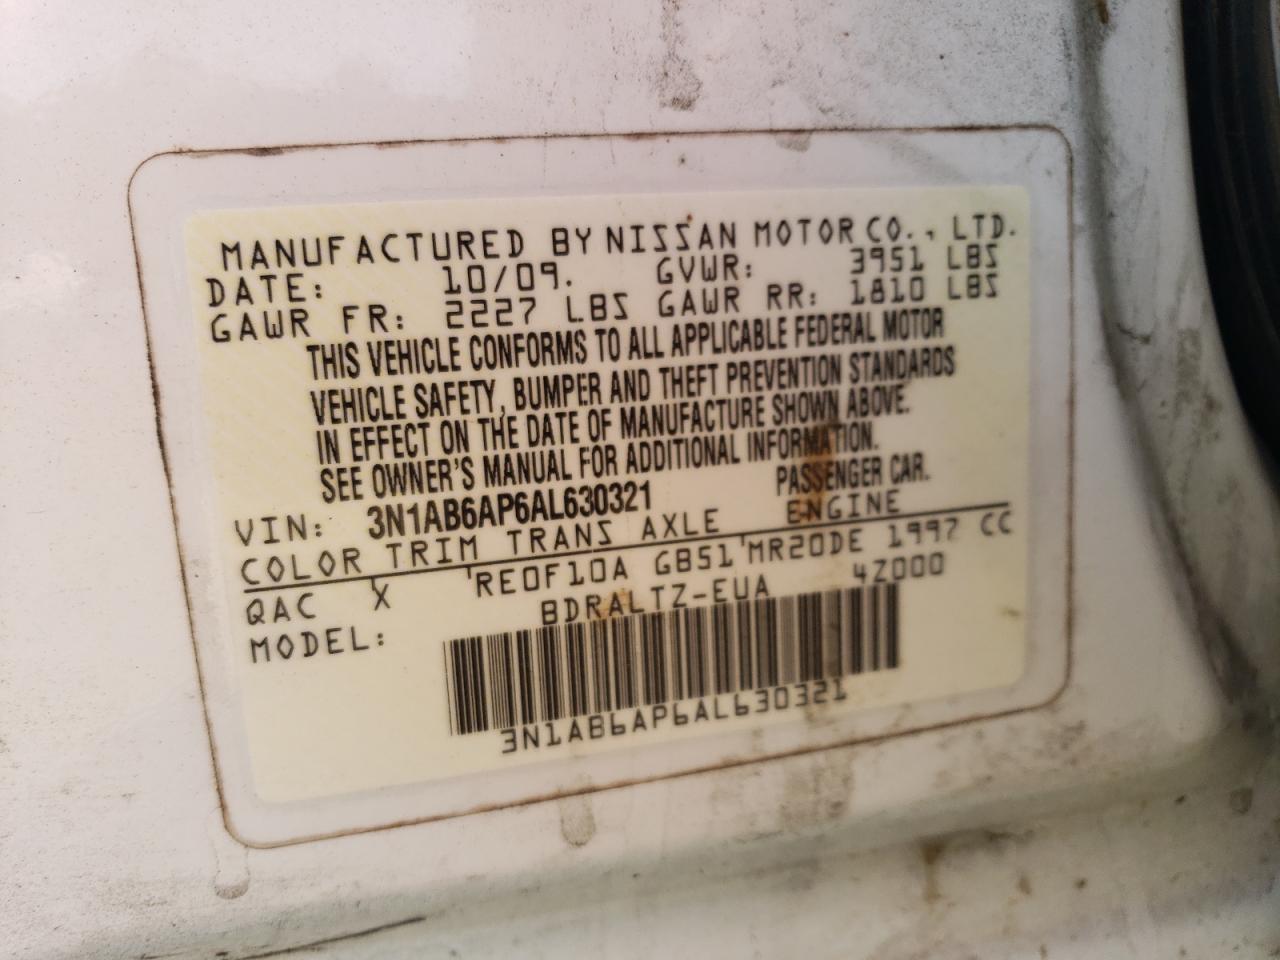 MANUFACTURED BY NISSAN MOTOR CO., LTD.
DATE: 10/09. GVWR: 3951 LBS
GAWR FR: 2227 LBS GAWR RR: 1810 LBS
THIS VEHICLE CONFORMS TO ALL APPLICABLE FEDERAL MOTOR
VEHICLE SAFETY, BUMPER AND THEFT PREVENTION STANDARDS
IN EFFECT ON THE DATE OF MANUFACTURE SHOWN ABOVE.
SEE OWNER'S MANUAL FOR ADDITIONAL INFORMATION.
VIN: 3N1AB6AP6AL630321 PASSENGER CAR.
COLOR TRIM TRANS AXLE ENGINE
QAC X RE0F10A GB51 MR20DE 1997 CC
MODEL: BDRALTZ-EUA 4Z000
3N1AB6AP6AL630321